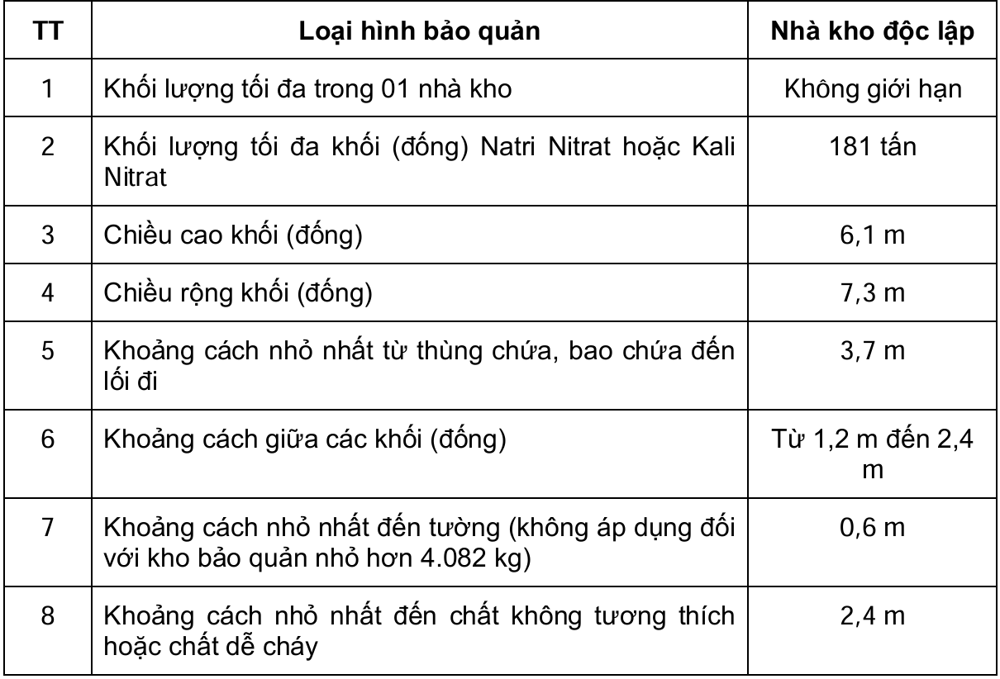 TT Loại hình bảo quản Nhà kho độc lập
1 Khối lượng tối đa trong 01 nhà kho Không giới hạn
2 Khối lượng tối đa khối (đống) Natri Nitrat hoặc Kali 181 tấn
Nitrat
3 Chiều cao khối (đống) 6,1 m
4 Chiều rộng khối (đống) 7,3 m
5 Khoảng cách nhỏ nhất từ thùng chứa, bao chứa đến 3,7 m
lối đi
6 Khoảng cách giữa các khối (đống) Từ 1,2 m đến 2,4
m
7 Khoảng cách nhỏ nhất đến tường (không áp dụng đối 0,6 m
với kho bảo quản nhỏ hơn 4.082 kg)
8 Khoảng cách nhỏ nhất đến chất không tương thích 2,4 m
hoặc chất dễ cháy